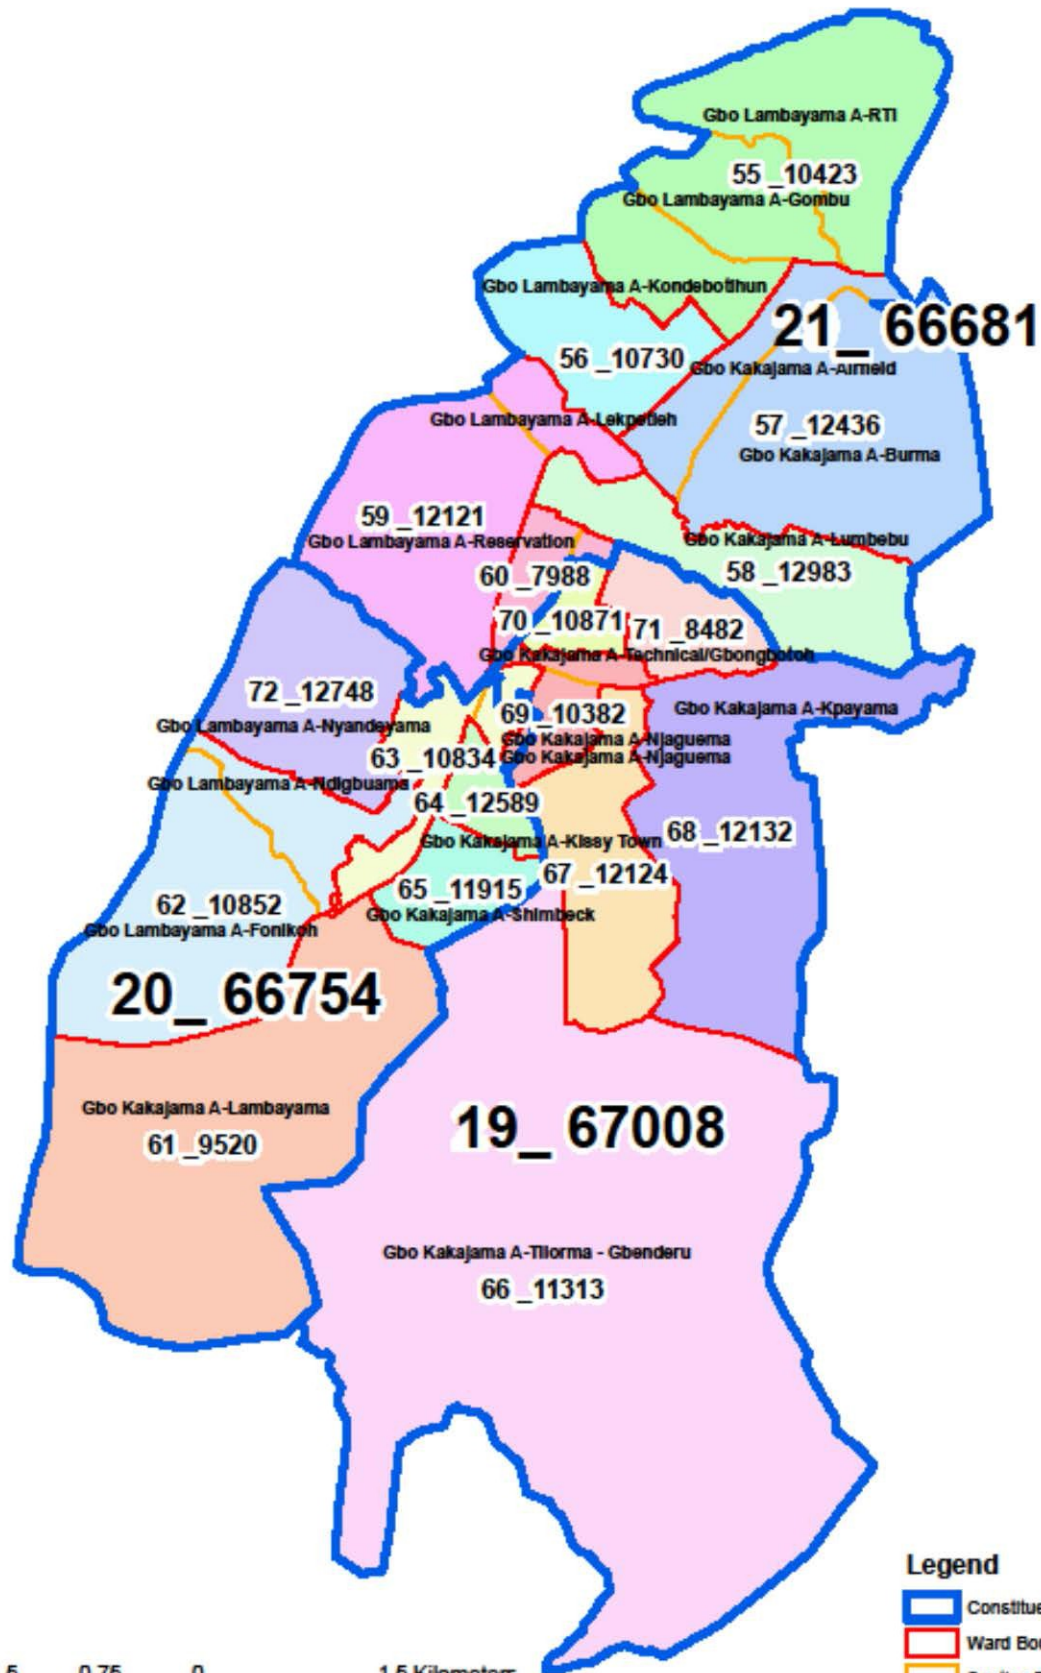 Gbo Lambayama A-RTI
55 _10423
Gbo Lambayama A-Gombu
Gbo Lambayama A-Kondebotihun
21_ 66681
56 _10730
Gbo Kakajama A-Airfield
Gbo Lambayama A-Lekpetieh
57 _12436
Gbo Kakajama A-Burma
59 _12121
Gbo Lambayama A-Reservation
Gbo Kakajama A-Lumbebu
60 _7988
58 _12983
70 _10871
71 _8482
Gbo Kakajama A-Technical/Gbongbotoh
72 _12748
Gbo Lambayama A-Nyandeyama
69 _10382
Gbo Kakajama A-Kpayama
Gbo Kakajama A-Njaguema
63 _10834
Gbo Kakajama A-Njaguema
Gbo Lambayama A-Ndigbuama
64 _12589
68 _12132
Gbo Kakajama A-Kissy Town
67 _12124
65 _11915
62 _10852
Gbo Kakajama A-Shimbeck
Gbo Lambayama A-Fonikoh
20_ 66754
Gbo Kakajama A-Lambayama
61 _9520
19_ 67008
Gbo Kakajama A-Tilorma - Gbenderu
66 _11313
Legend
Constitue
Ward Bou
5 0.75 0 1.5 Kilometers